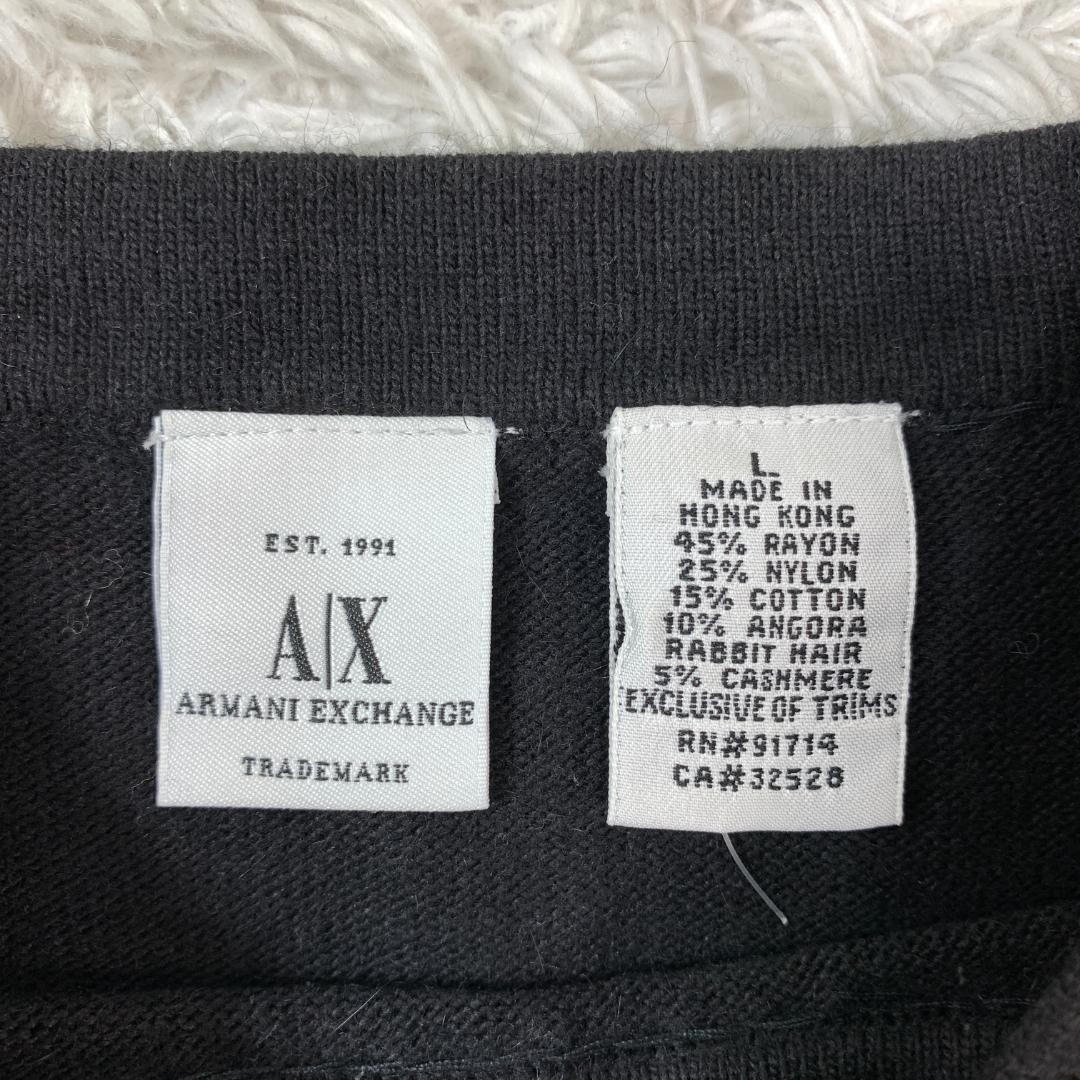 EST. 1991
A|X
ARMANI EXCHANGE
TRADEMARK
L
MADE IN
HONG KONG
45% RAYON
25% NYLON
15% COTTON
10% ANGORA
RABBIT HAIR
5% CASHMERE
EXCLUSIVE OF TRIMS
RN#91714
CA#32528